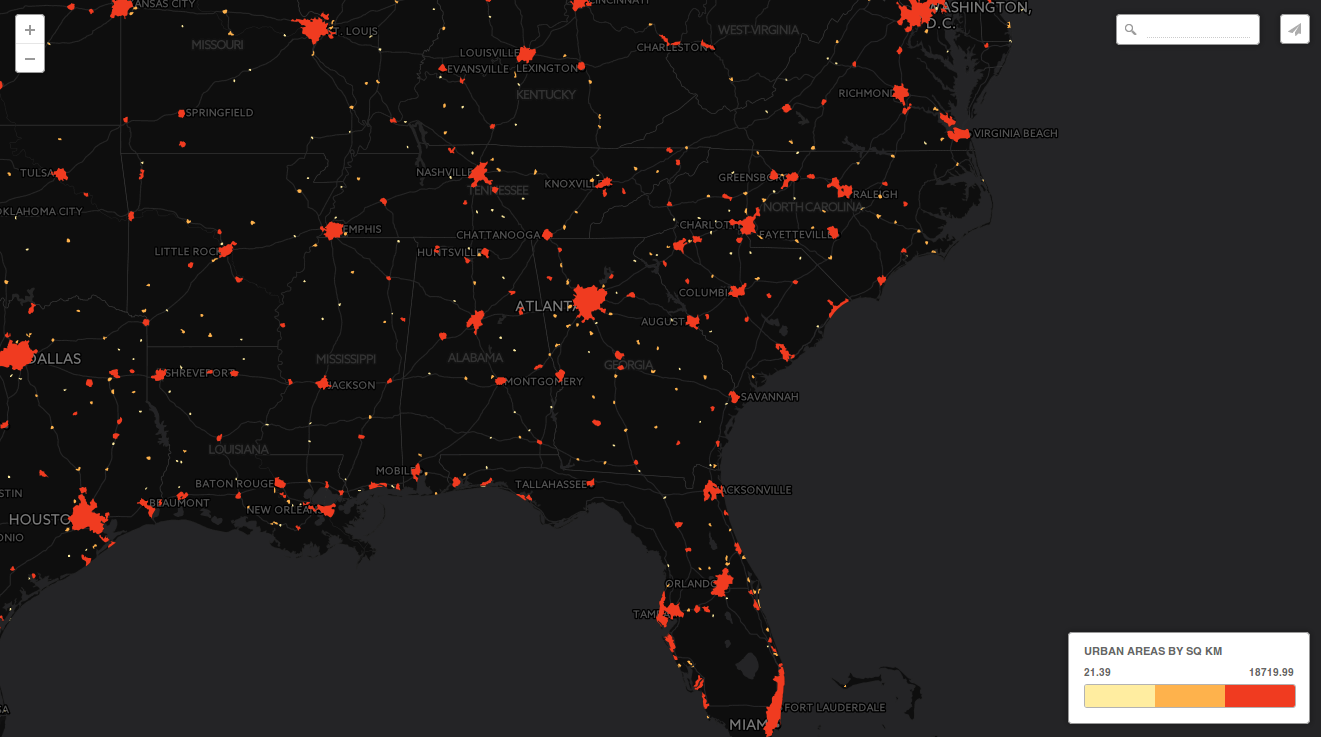 ANSAS CITY
CINCINNATI
WASHINGTON,
D.C.
ST. LOUIS
MISSOURI
WEST VIRGINIA
LOUISVILLE
CHARLESTON
EVANSVILLE
LEXINGTON
KENTUCKY
RICHMOND
SPRINGFIELD
VIRGINIA BEACH
TULSA
NASHVILLE
TENNESSEE
KNOXVILLE
GREENSBORO
RALEIGH
OKLAHOMA CITY
NORTH CAROLINA
MEMPHIS
CHATTANOOGA
CHARLOTTE
FAYETTEVILLE
LITTLE ROCK
HUNTSVILLE
COLUMBIA
ATLANTA
AUGUSTA
DALLAS
MISSISSIPPI
ALABAMA
GEORGIA
SHREVEPORT
JACKSON
MONTGOMERY
SAVANNAH
LOUISIANA
MOBILE
BATON ROUGE
TALLAHASSEE
JACKSONVILLE
STIN
BEAUMONT
NEW ORLEANS
HOUSTON
ONIO
ORLANDO
TAMPA
FORT LAUDERDALE
MIAMI
URBAN AREAS BY SQ KM
21.39 18719.99